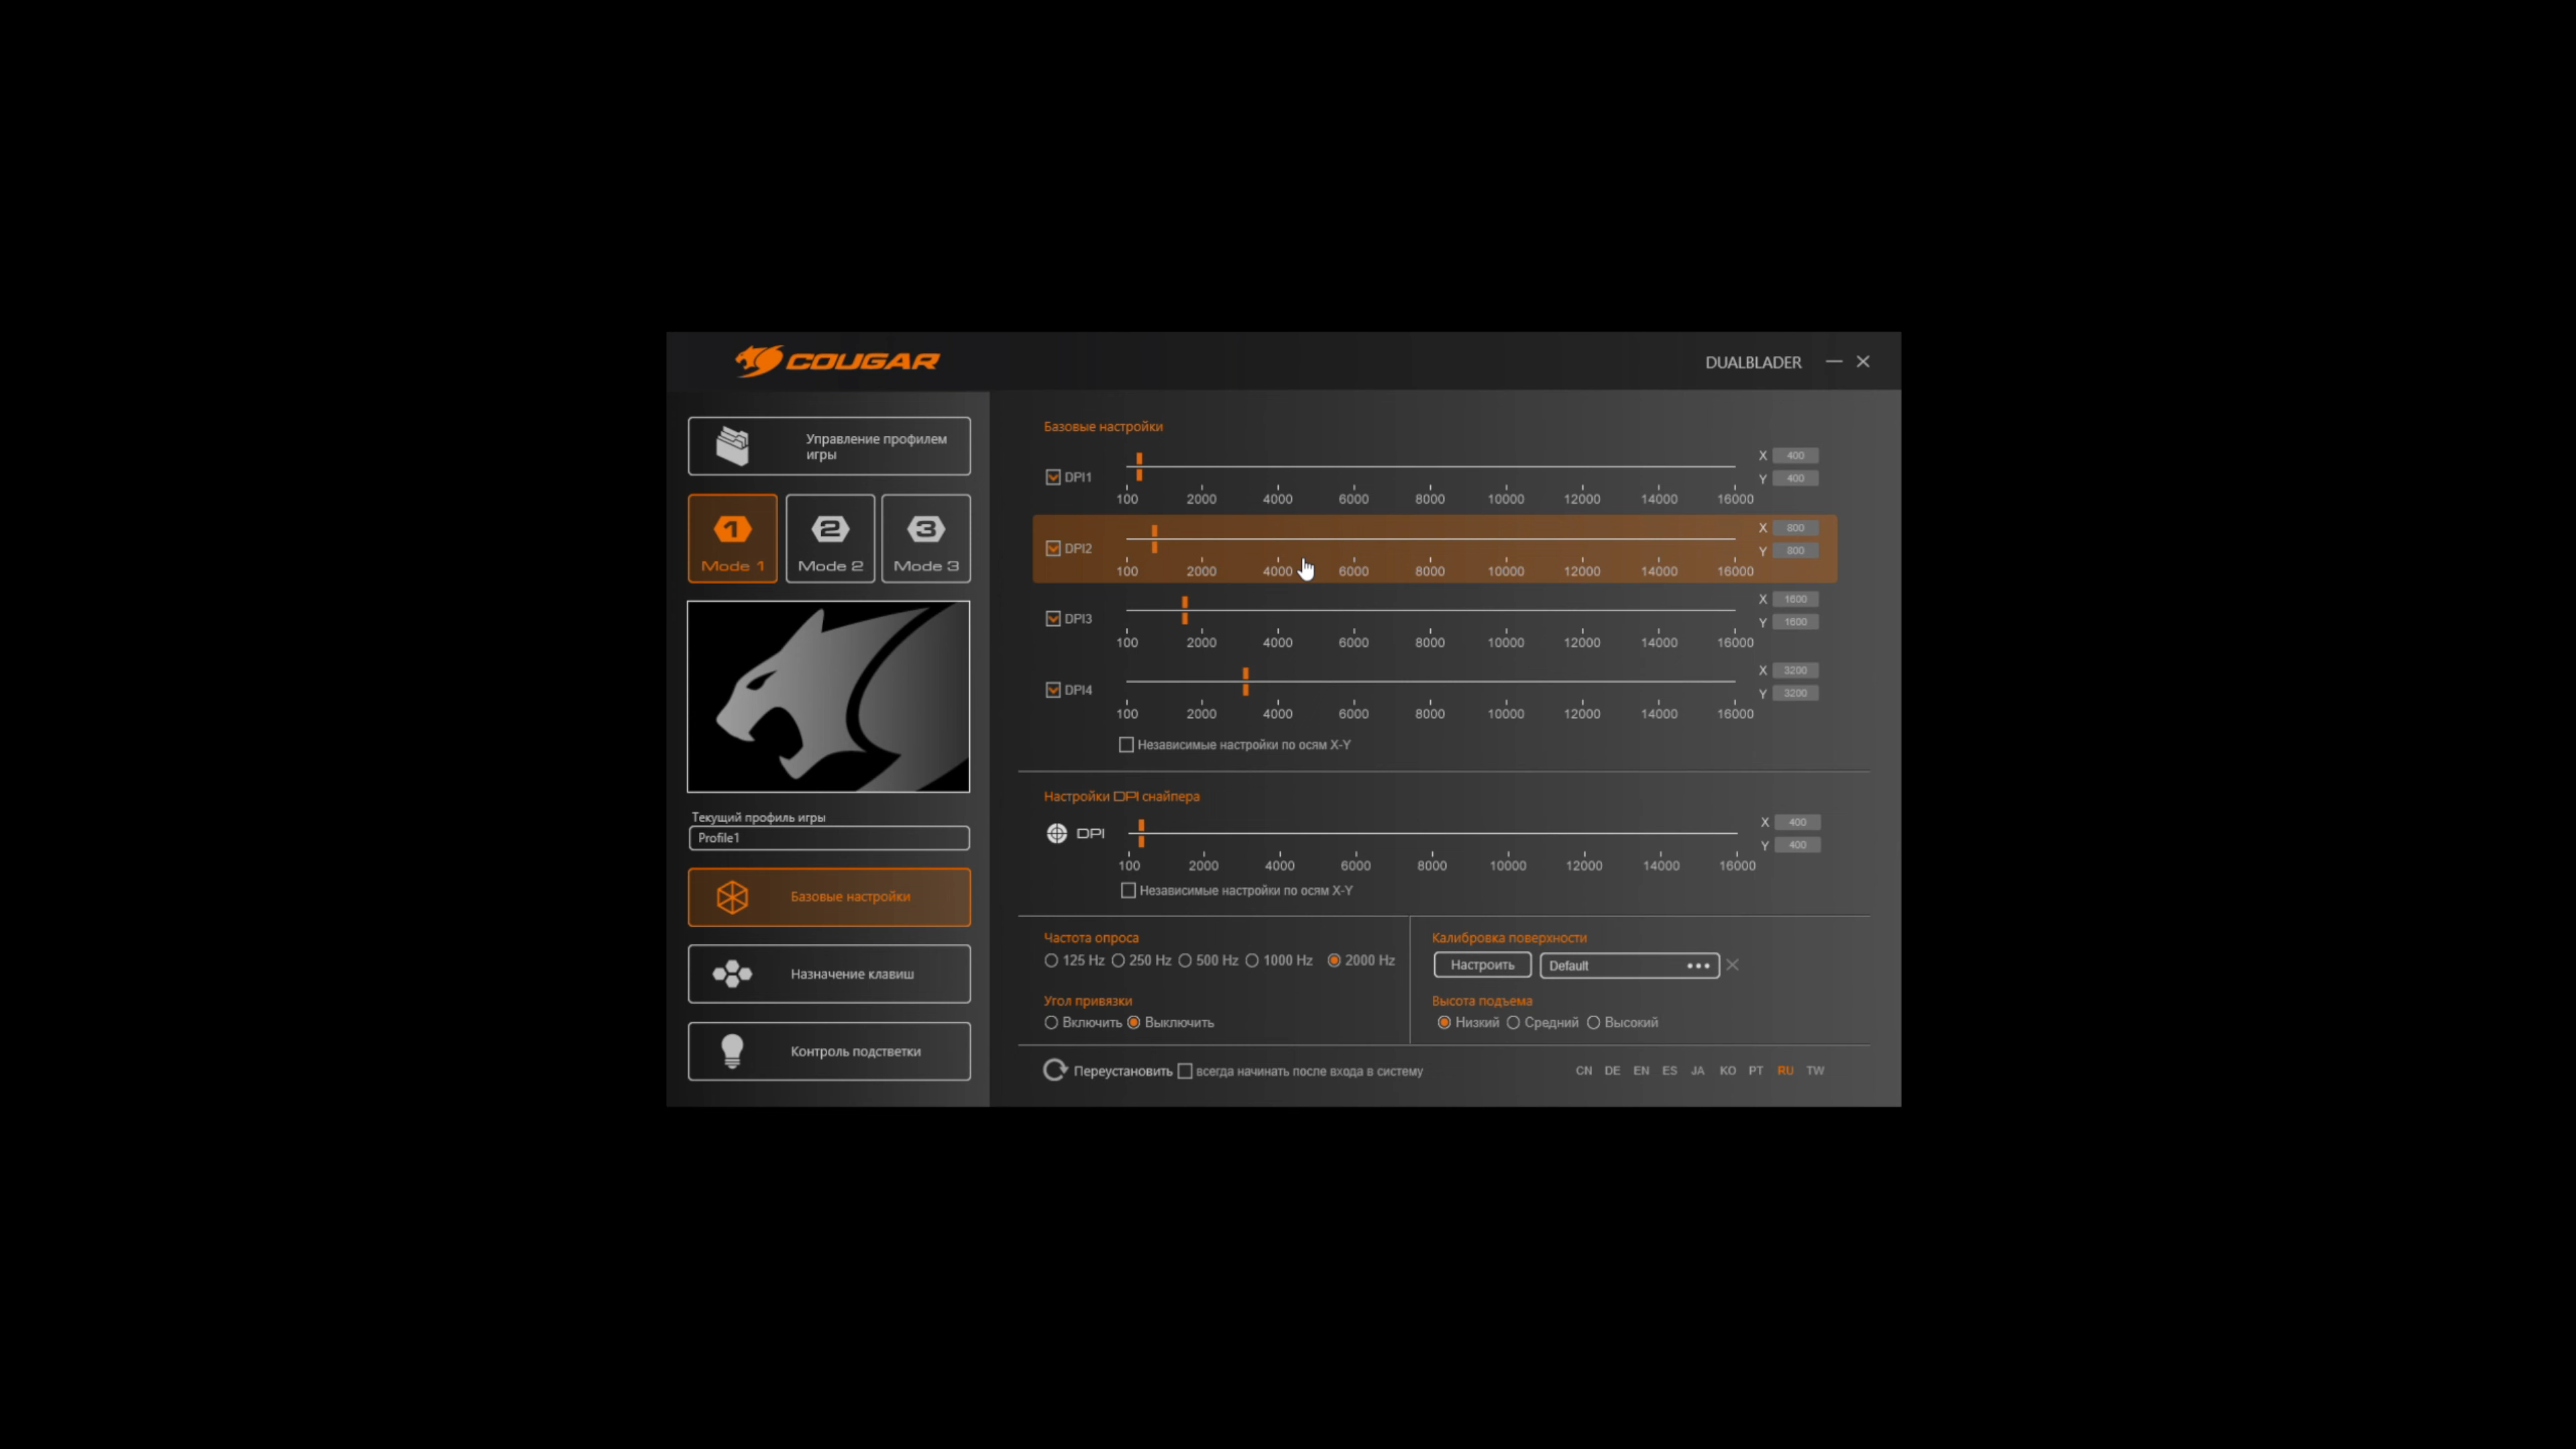 COUGAR
DUALBLADER
Управление профилем
игры
1 2 3
Mode 1 Mode 2 Mode 3
Текущий профиль игры
Profile1
Базовые настройки
Назначение клавиш
Контроль подстветки
Базовые настройки
DPI1
100 2000 4000 6000 8000 10000 12000 14000 16000
X 400
Y 400
DPI2
100 2000 4000 6000 8000 10000 12000 14000 16000
X 800
Y 800
DPI3
100 2000 4000 6000 8000 10000 12000 14000 16000
X 1600
Y 1600
DPI4
100 2000 4000 6000 8000 10000 12000 14000 16000
X 3200
Y 3200
Независимые настройки по осям X-Y
Настройки DPI снайпера
DPI
100 2000 4000 6000 8000 10000 12000 14000 16000
X 400
Y 400
Независимые настройки по осям X-Y
Частота опроса
125 Hz 250 Hz 500 Hz 1000 Hz 2000 Hz
Угол привязки
Включить Выключить
Калибровка поверхности
Настроить Default •••
Высота подъема
Низкий Средний Высокий
Переустановить всегда начинать после входа в систему
CN DE EN ES JA KO PT RU TW